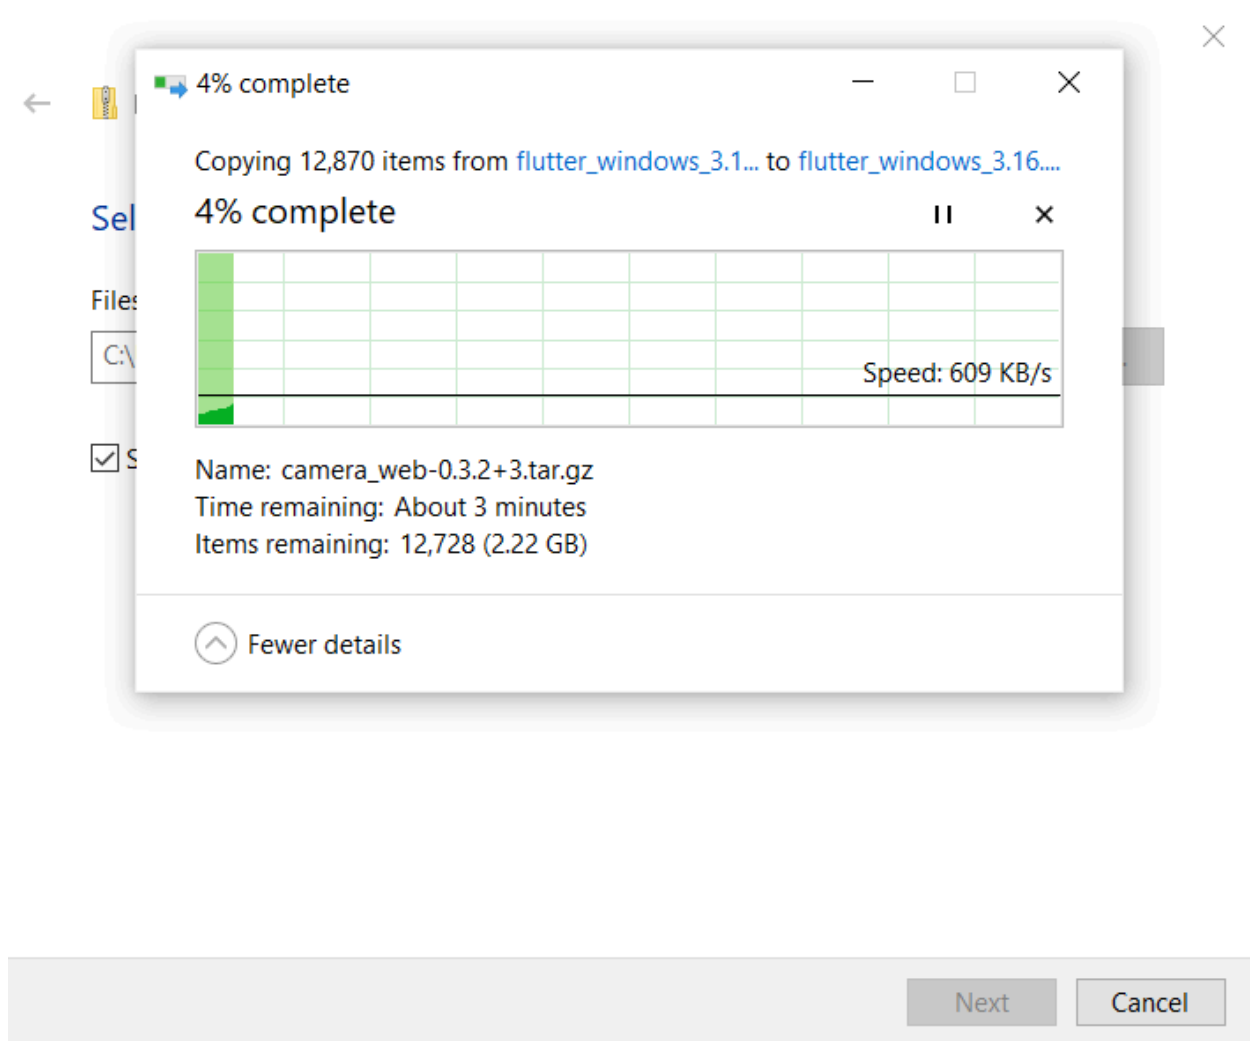 4% complete
Copying 12,870 items from flutter_windows_3.1... to flutter_windows_3.16....
4% complete
Sel
Files
C:\
Speed: 609 KB/s
S
Name: camera_web-0.3.2+3.tar.gz
Time remaining: About 3 minutes
Items remaining: 12,728 (2.22 GB)
Fewer details
Next
Cancel